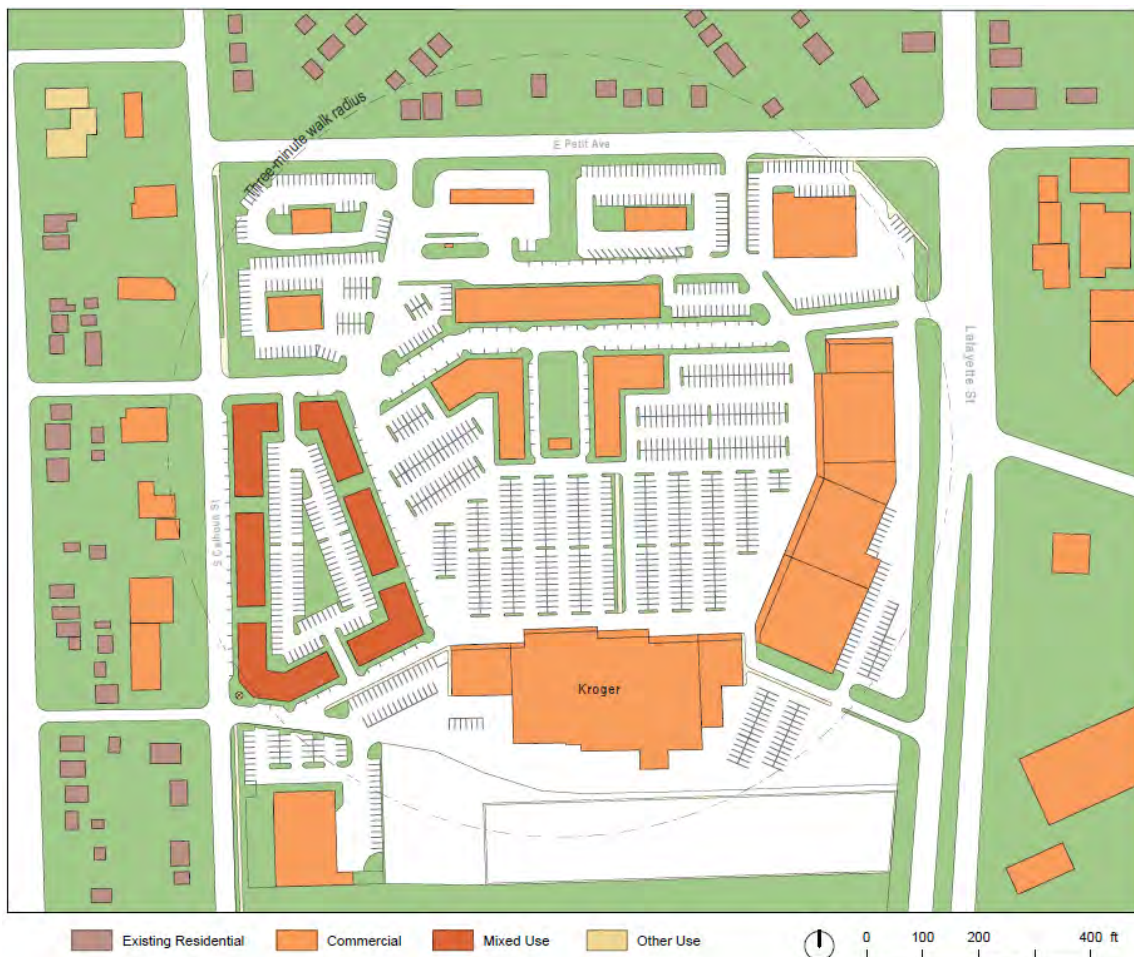 Three-minute walk radius
E Petit Ave
Lafayette St
S Calhoun St
Kroger
Existing Residential
Commercial
Mixed Use
Other Use
0 100 200 400 ft